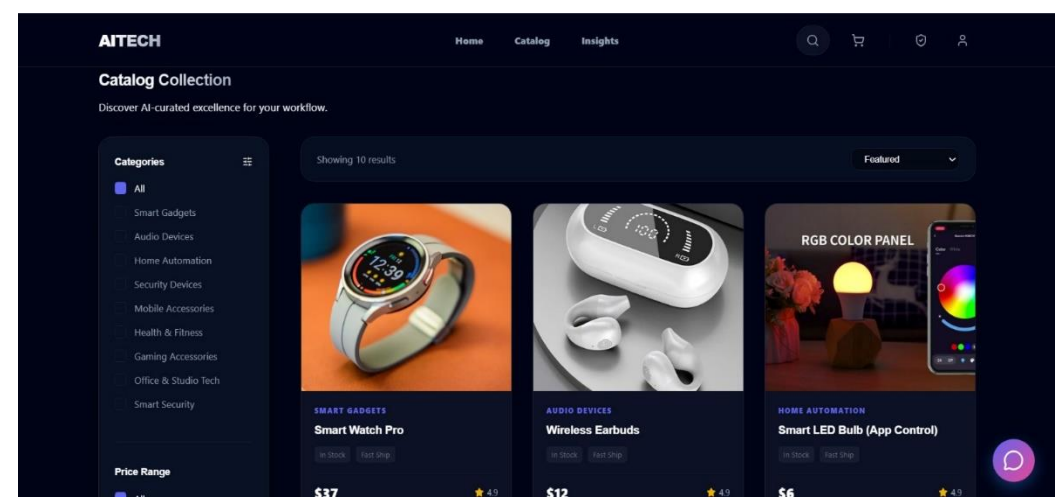 AITECH
Home Catalog Insights
Catalog Collection
Discover AI-curated excellence for your workflow.
Categories
All
Smart Gadgets
Audio Devices
Home Automation
Security Devices
Mobile Accessories
Health & Fitness
Gaming Accessories
Office & Studio Tech
Smart Security
Price Range
Showing 10 results
Featured
12:39
SMART GADGETS
Smart Watch Pro
In Stock Fast Ship
$37 4.9
100
AUDIO DEVICES
Wireless Earbuds
In Stock Fast Ship
$12 4.9
RGB COLOR PANEL
HOME AUTOMATION
Smart LED Bulb (App Control)
In Stock Fast Ship
$6 4.9